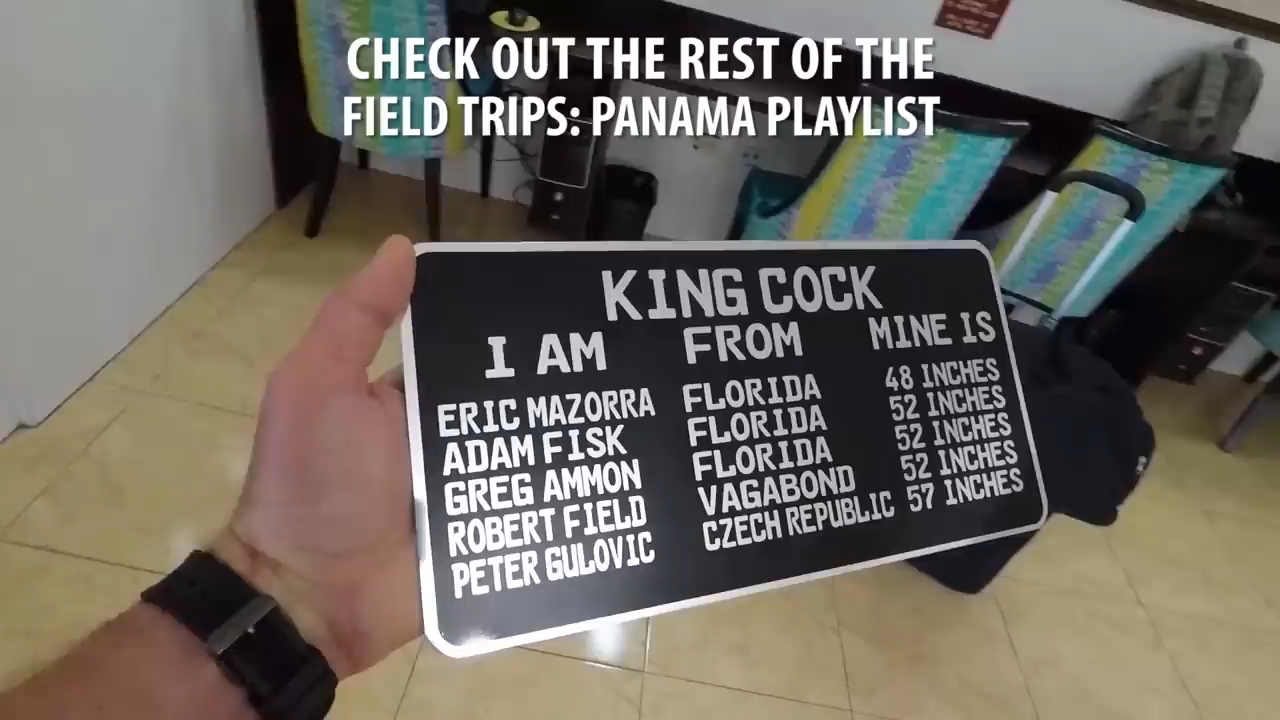 CHECK OUT THE REST OF THE
FIELD TRIPS: PANAMA PLAYLIST
KING COCK
I AM FROM MINE IS
ERIC MAZORRA FLORIDA 48 INCHES
ADAM FISK FLORIDA 52 INCHES
GREG AMMON FLORIDA 52 INCHES
ROBERT FIELD VAGABOND 52 INCHES
PETER GULOVIC CZECH REPUBLIC 57 INCHES